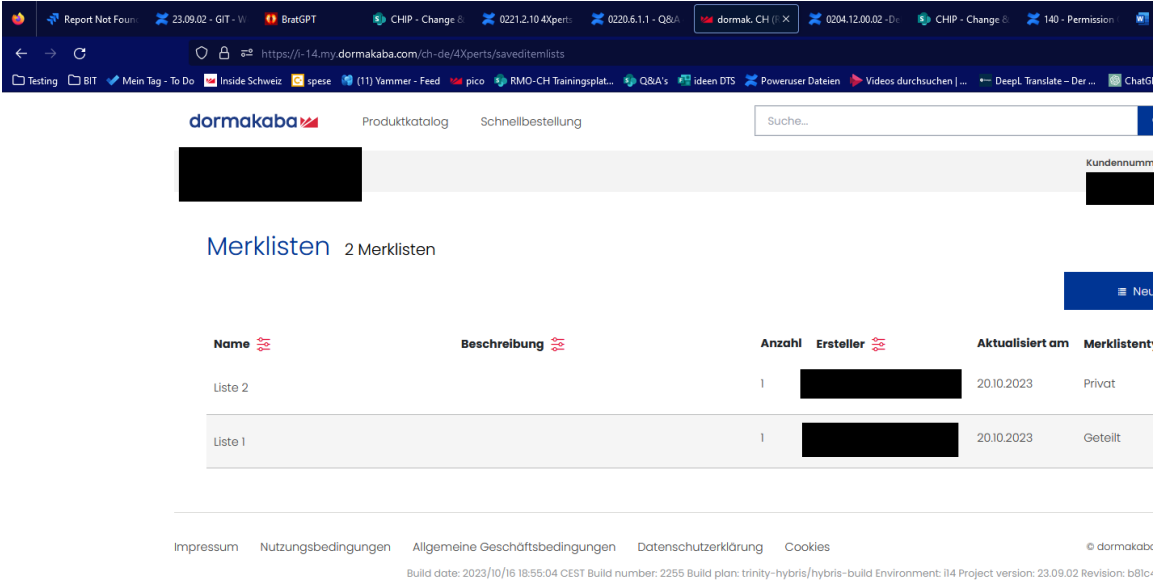 Report Not Foun
23.09.02 - GIT - W
BratGPT
CHIP - Change &
0221.2.10 4Xperts
0220.6.1.1 - Q&A
dormak. CH (
0204.12.00.02 - De
CHIP - Change &
140 - Permission
https://i-14.my.dormakaba.com/ch-de/4Xperts/saveditemlists
Testing BIT Mein Tag - To Do Inside Schweiz spese (11) Yammer - Feed pico RMO-CH Trainingsplat... Q&A's ideen DTS Poweruser Dateien Videos durchsuchen | ... DeepL Translate – Der ... ChatG
dormakaba Produktkatalog Schnellbestellung Suche...
Kundennumm
Merklisten 2 Merklisten
Neu
Name Beschreibung Anzahl Ersteller Aktualisiert am Merklistenty
Liste 2 1 20.10.2023 Privat
Liste 1 1 20.10.2023 Geteilt
Impressum Nutzungsbedingungen Allgemeine Geschäftsbedingungen Datenschutzerklärung Cookies © dormakaba
Build date: 2023/10/16 18:55:04 CEST Build number: 2255 Build plan: trinity-hybris/hybris-build Environment: i14 Project version: 23.09.02 Revision: b81c4